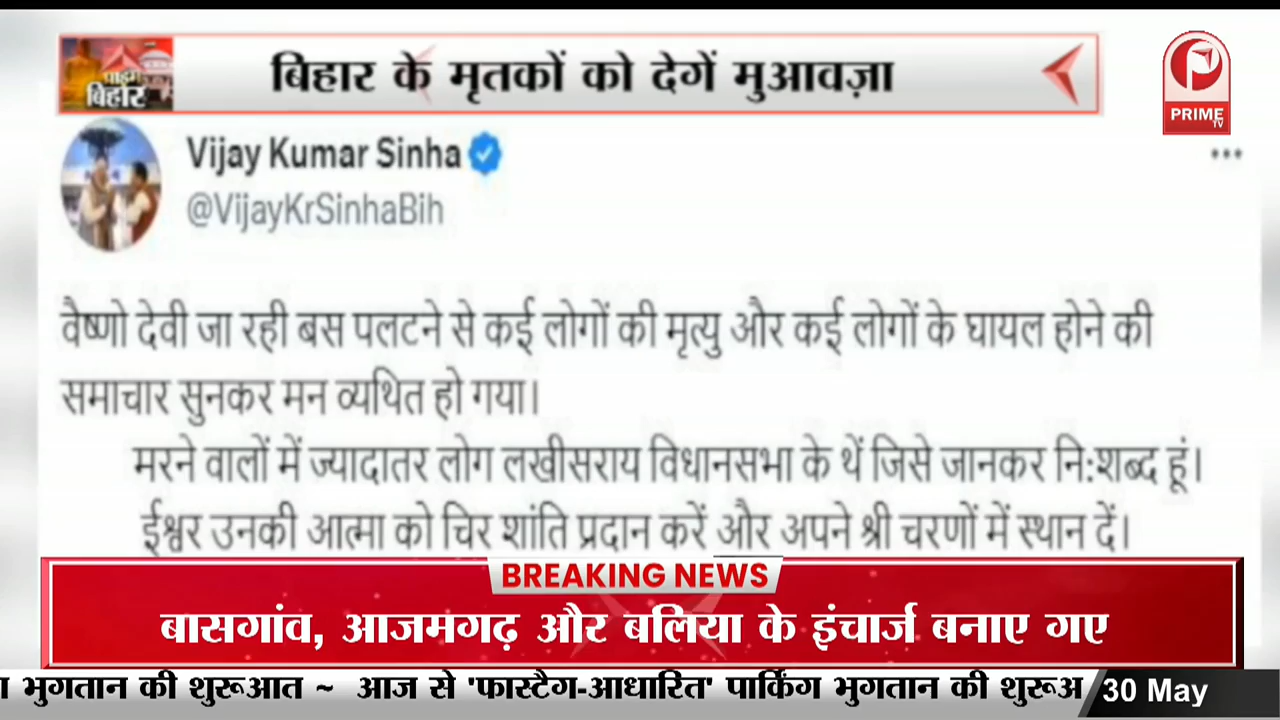 प्राइम
बिहार
बिहार के मृतकों को देगें मुआवज़ा
PRIME
TV
Vijay Kumar Sinha
@VijayKrSinhaBih
वैष्णो देवी जा रही बस पलटने से कई लोगों की मृत्यु और कई लोगों के घायल होने की
समाचार सुनकर मन व्यथित हो गया।
मरने वालों में ज्यादातर लोग लखीसराय विधानसभा के थें जिसे जानकर नि:शब्द हूं।
ईश्वर उनकी आत्मा को चिर शांति प्रदान करें और अपने श्री चरणों में स्थान दें।
BREAKING NEWS
बासगांव, आजमगढ़ और बलिया के इंचार्ज बनाए गए
भुगतान की शुरूआत ~ आज से 'फास्टैग-आधारित' पार्किंग भुगतान की शुरूअ
30 May